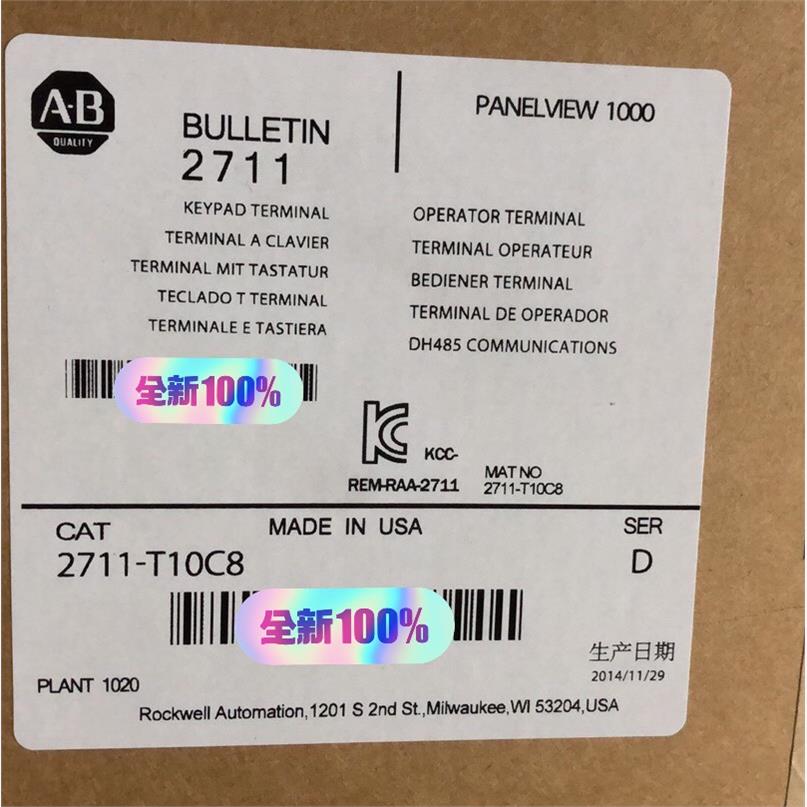 A·B
QUALITY
BULLETIN
2711
PANELVIEW 1000
KEYPAD TERMINAL
TERMINAL A CLAVIER
TERMINAL MIT TASTATUR
TECLADO T TERMINAL
TERMINALE E TASTIERA
OPERATOR TERMINAL
TERMINAL OPERATEUR
BEDIENER TERMINAL
TERMINAL DE OPERADOR
DH485 COMMUNICATIONS
全新100%
KC
KCC-
REM-RAA-2711
MAT NO
2711-T10C8
CAT
2711-T10C8
MADE IN USA
SER
D
全新100%
生产日期
2014/11/29
PLANT 1020
Rockwell Automation,1201 S 2nd St.,Milwaukee,WI 53204,USA